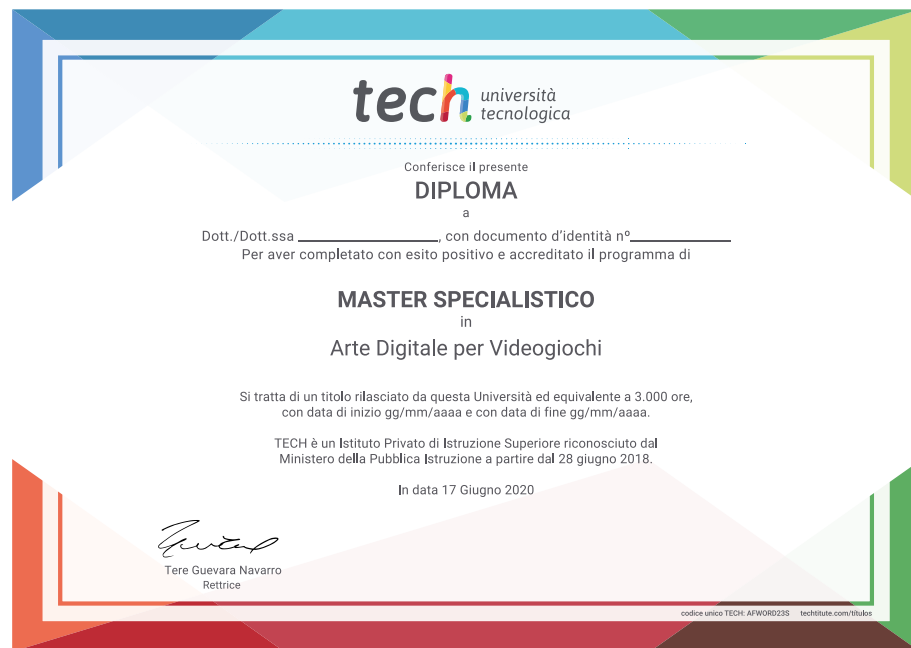 tech università
tecnologica
Conferisce il presente
DIPLOMA
a
Dott./Dott.ssa ________________, con documento d'identità nº____________
Per aver completato con esito positivo e accreditato il programma di
MASTER SPECIALISTICO
in
Arte Digitale per Videogiochi
Si tratta di un titolo rilasciato da questa Università ed equivalente a 3.000 ore,
con data di inizio gg/mm/aaaa e con data di fine gg/mm/aaaa.
TECH è un Istituto Privato di Istruzione Superiore riconosciuto dal
Ministero della Pubblica Istruzione a partire dal 28 giugno 2018.
In data 17 Giugno 2020
Tere Guevara Navarro
Rettrice
codice unico TECH: AFWORD23S techtitute.com/títulos